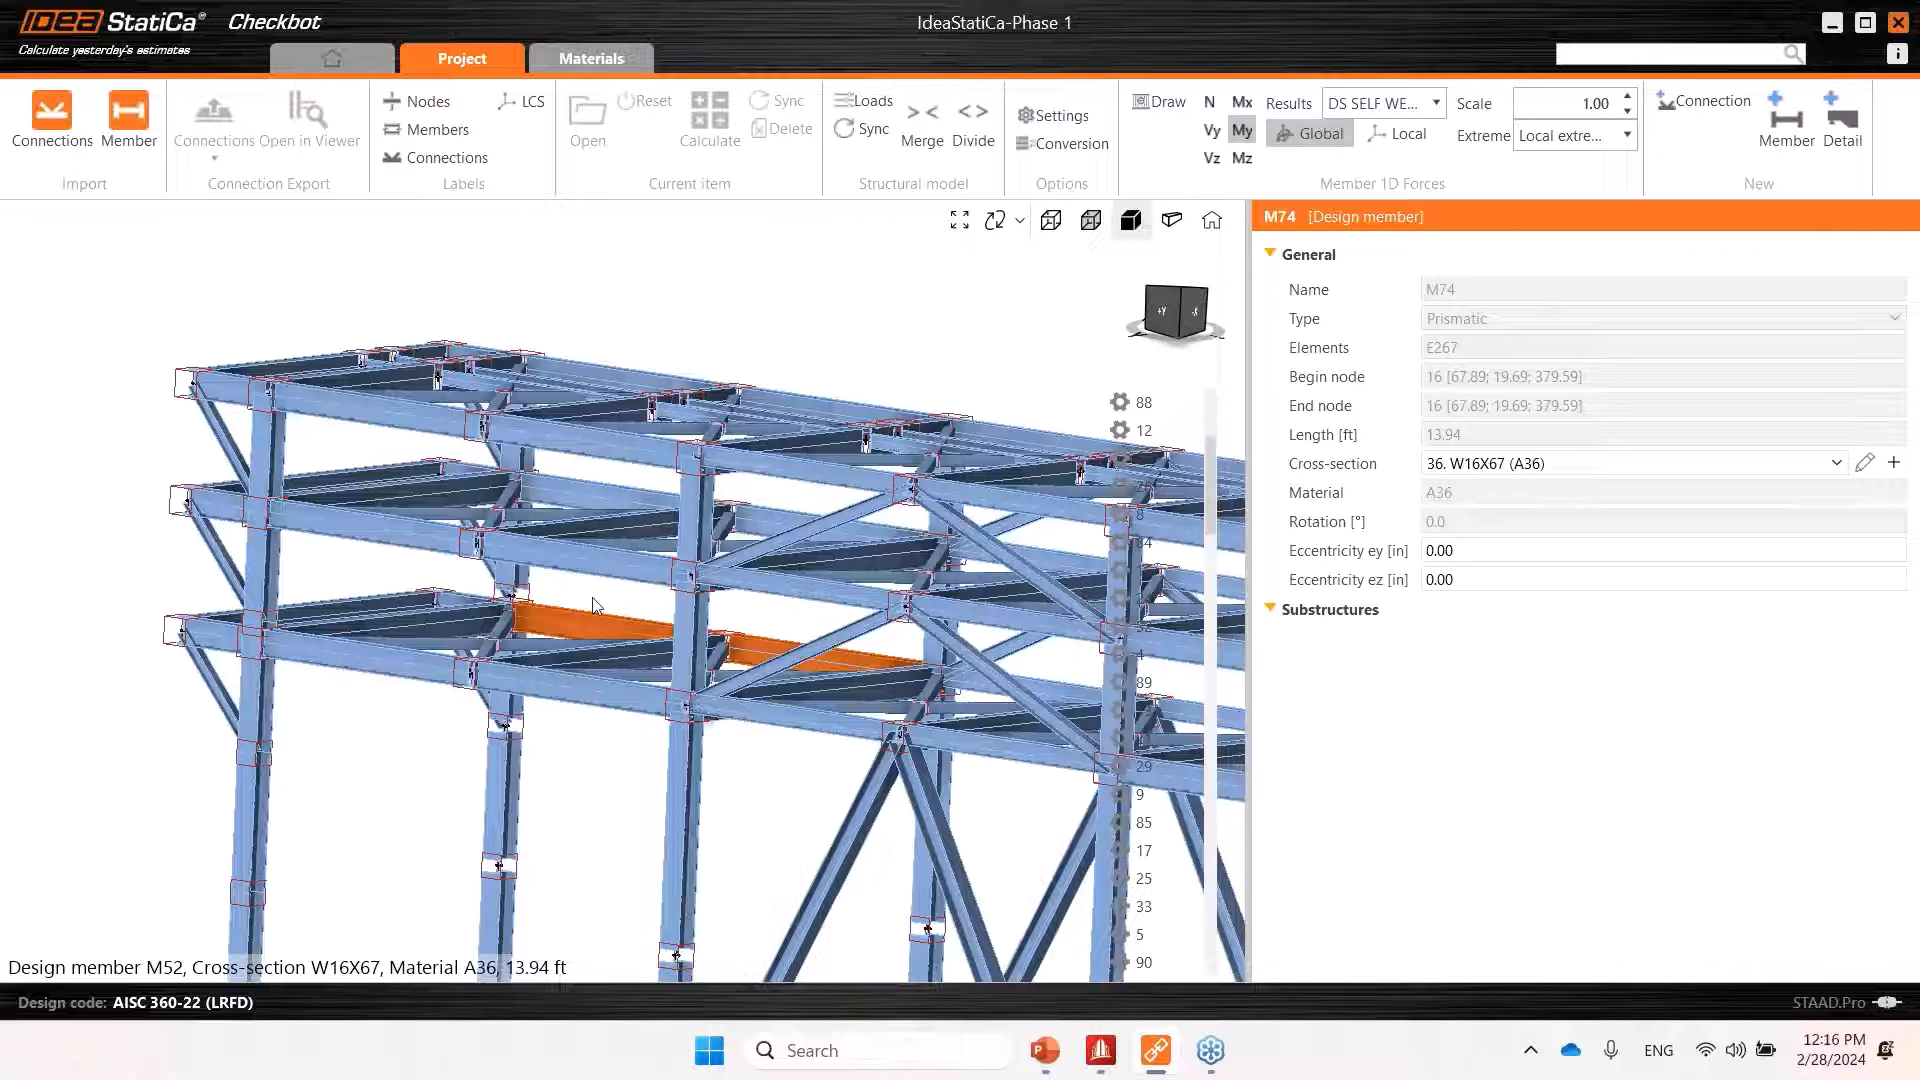 IDEA StatiCa® Checkbot
Calculate yesterday's estimates
IdeaStatiCa-Phase 1
Project
Materials
Connections
Member
Import
Connections
Open in Viewer
Connection Export
Nodes
LCS
Members
Connections
Labels
Open
Reset
Calculate
Sync
Delete
Current item
Loads
Sync
Merge
Divide
Structural model
Settings
Conversion
Options
Draw
N Mx
Vy My
Vz Mz
Results DS SELF WE...
Global Local
Scale 1.00
Extreme Local extre...
Member 1D Forces
Connection
Member
Detail
New
+Y -X
88
12
8
34
4
89
29
9
85
17
25
33
5
90
Design member M52, Cross-section W16X67, Material A36, 13.94 ft
M74 [Design member]
General
Name M74
Type Prismatic
Elements E267
Begin node 16 [67.89; 19.69; 379.59]
End node 16 [67.89; 19.69; 379.59]
Length [ft] 13.94
Cross-section 36. W16X67 (A36)
Material A36
Rotation [°] 0.0
Eccentricity ey [in] 0.00
Eccentricity ez [in] 0.00
Substructures
Design code: AISC 360-22 (LRFD)
STAAD.Pro
Search
ENG
12:16 PM
2/28/2024